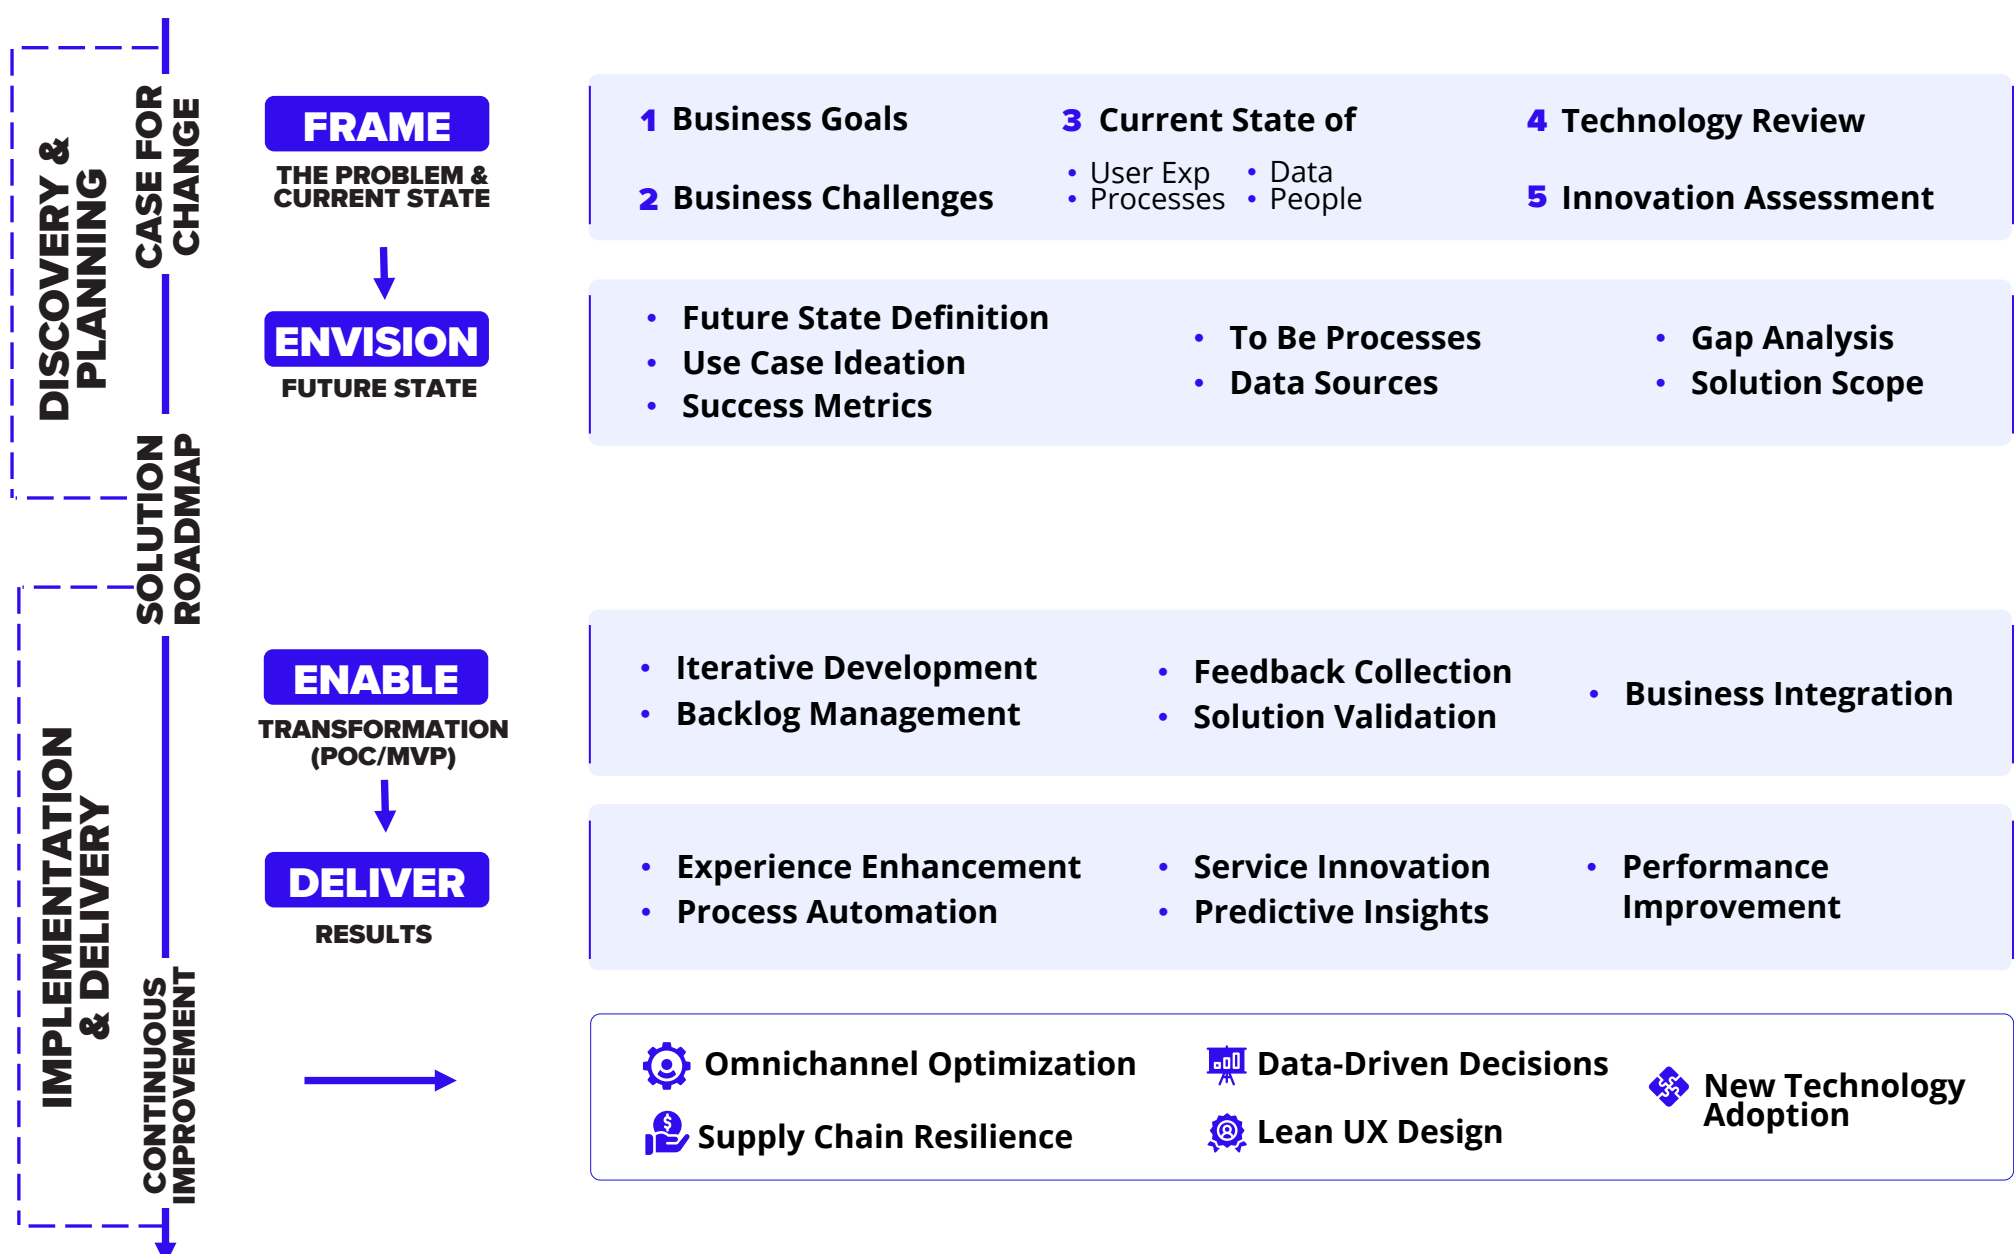 DISCOVERY &
PLANNING
CASE FOR
CHANGE
FRAME
THE PROBLEM &
CURRENT STATE
1 Business Goals
2 Business Challenges
3 Current State of
• User Exp
• Processes
• Data
• People
4 Technology Review
5 Innovation Assessment
ENVISION
FUTURE STATE
• Future State Definition
• Use Case Ideation
• Success Metrics
• To Be Processes
• Data Sources
• Gap Analysis
• Solution Scope
SOLUTION
ROADMAP
IMPLEMENTATION
& DELIVERY
ENABLE
TRANSFORMATION
(POC/MVP)
• Iterative Development
• Backlog Management
• Feedback Collection
• Solution Validation
• Business Integration
DELIVER
RESULTS
• Experience Enhancement
• Process Automation
• Service Innovation
• Predictive Insights
• Performance
Improvement
CONTINUOUS
IMPROVEMENT
Omnichannel Optimization
Supply Chain Resilience
Data-Driven Decisions
Lean UX Design
New Technology
Adoption